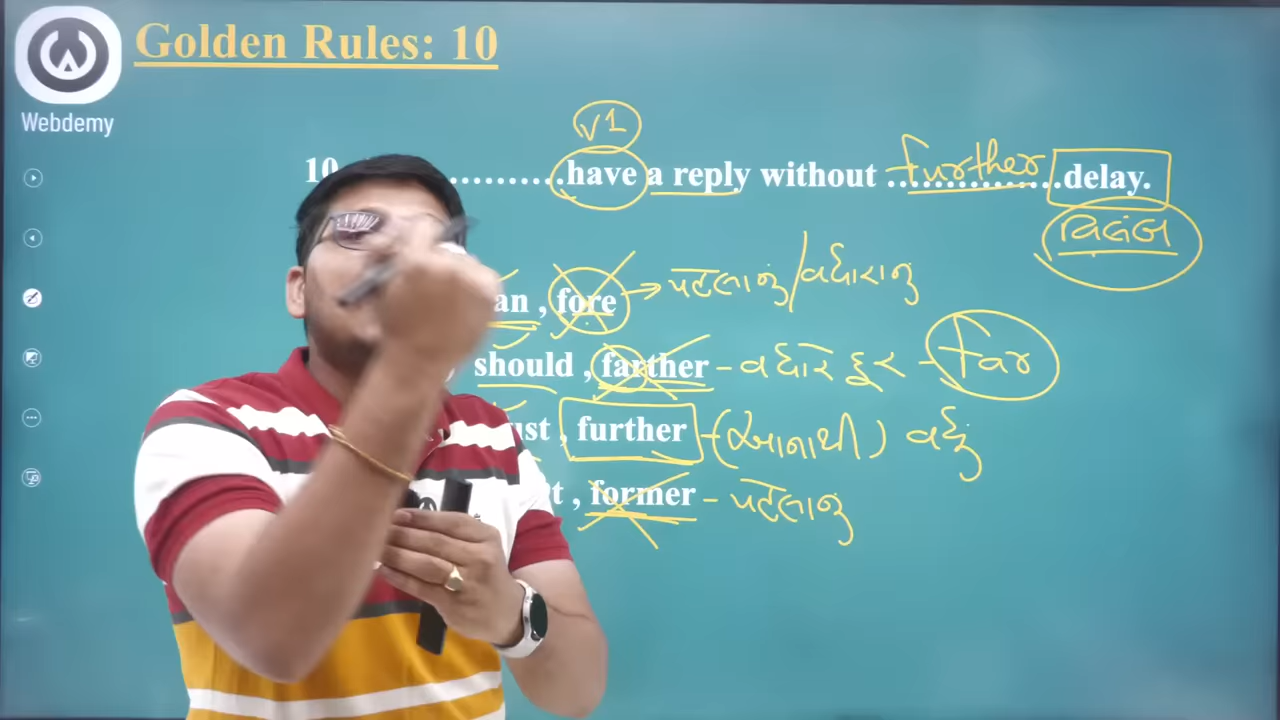 Golden Rules: 10
Webdemy
v1
10 ............have a reply without ................delay.
further
વિલંબ
an , fore → પહેલાનું/વધારાનું
should , farther - વધારે દૂર - far
ust , further - (આનાથી) વધુ
t , former - પહેલાનું